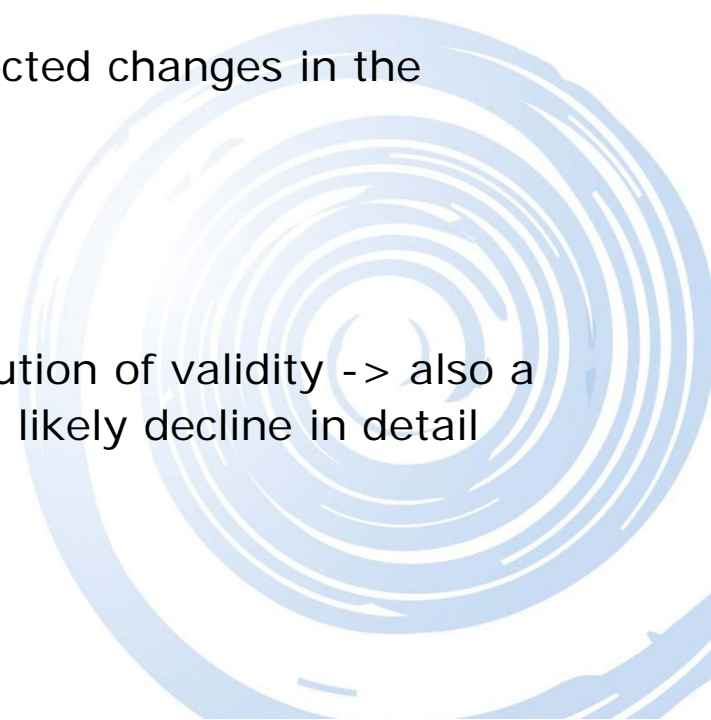 cted changes in the
ution of validity -> also a
likely decline in detail